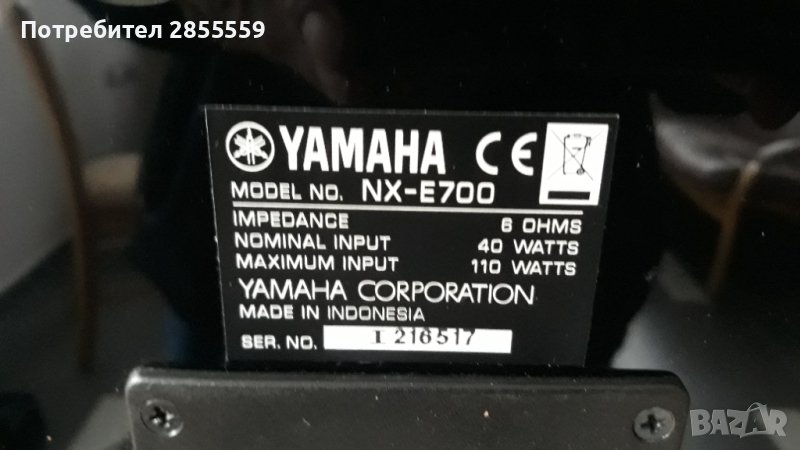 Потребител 2855559
YAMAHA CE
MODEL NO. NX-E700
IMPEDANCE 6 OHMS
NOMINAL INPUT 40 WATTS
MAXIMUM INPUT 110 WATTS
YAMAHA CORPORATION
MADE IN INDONESIA
SER. NO. I 216517
BAZAR